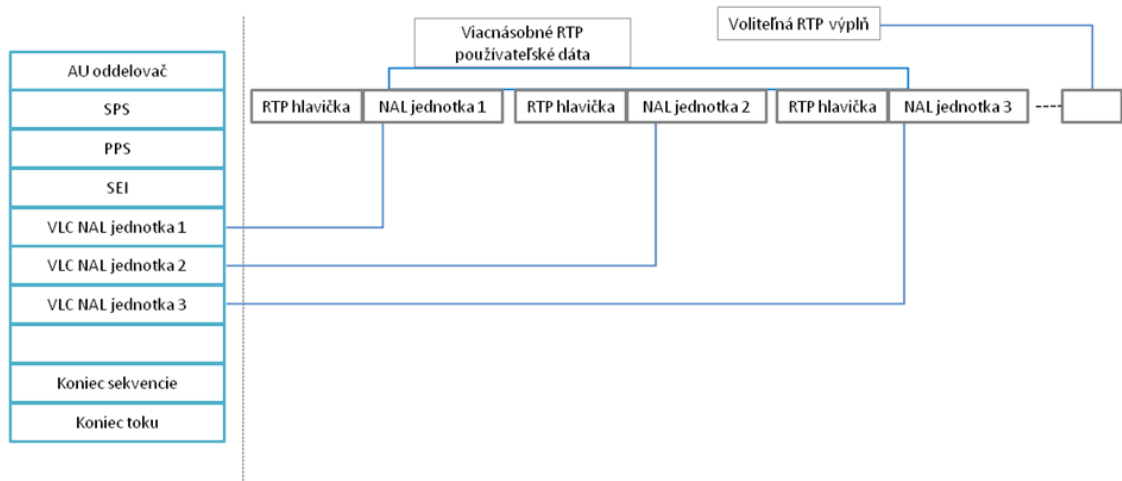 Viacnásobné RTP
používateľské dáta
Voliteľná RTP výplň
AU oddelovač
SPS
PPS
SEI
VLC NAL jednotka 1
VLC NAL jednotka 2
VLC NAL jednotka 3
Koniec sekvencie
Koniec toku
RTP hlavička
NAL jednotka 1
RTP hlavička
NAL jednotka 2
RTP hlavička
NAL jednotka 3